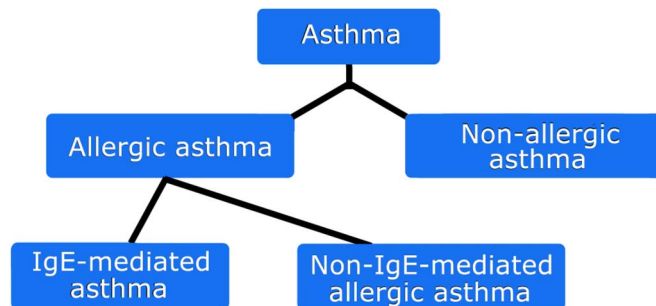 Asthma
Allergic asthma
Non-allergic
asthma
IgE-mediated
asthma
Non-IgE-mediated
allergic asthma